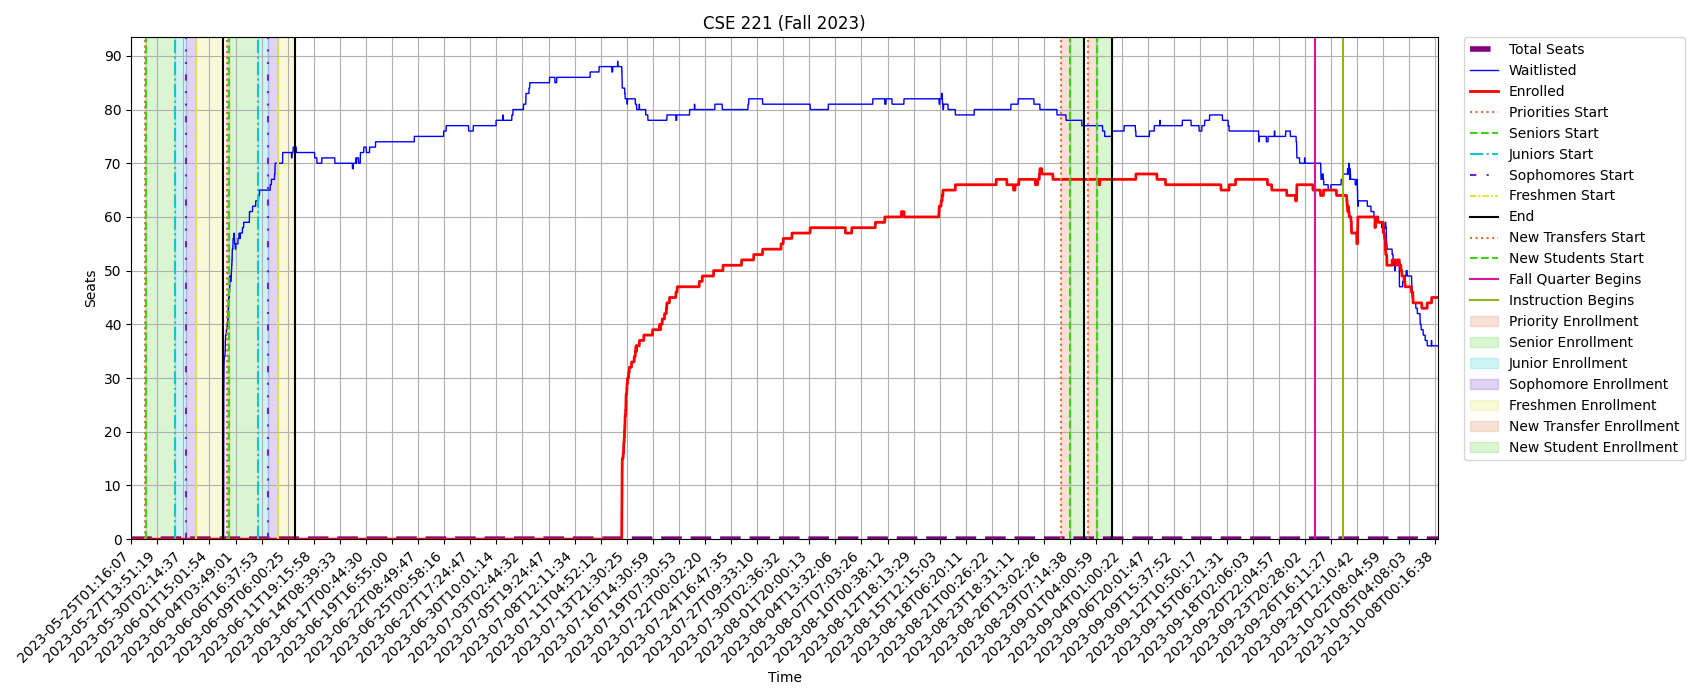 CSE 221 (Fall 2023)
Seats
90
80
70
60
50
40
30
20
10
0
2023-05-25T01:16:07
2023-05-27T13:51:19
2023-05-30T02:14:37
2023-06-01T15:01:54
2023-06-04T03:49:01
2023-06-06T16:37:53
2023-06-09T06:00:25
2023-06-11T19:15:58
2023-06-14T08:39:33
2023-06-17T00:44:30
2023-06-19T16:55:00
2023-06-22T08:49:47
2023-06-25T00:58:16
2023-06-27T17:24:47
2023-06-30T10:01:14
2023-07-03T02:44:32
2023-07-05T19:24:47
2023-07-08T12:11:34
2023-07-11T04:52:12
2023-07-13T21:30:25
2023-07-16T14:30:59
2023-07-19T07:30:53
2023-07-22T00:02:20
2023-07-24T16:47:35
2023-07-27T09:33:10
2023-07-30T02:36:32
2023-08-01T20:00:13
2023-08-04T13:32:06
2023-08-07T07:03:26
2023-08-10T00:38:12
2023-08-12T18:13:29
2023-08-15T12:15:03
2023-08-18T06:20:11
2023-08-21T00:26:22
2023-08-23T18:31:11
2023-08-26T13:02:26
2023-08-29T07:14:38
2023-09-01T04:00:59
2023-09-04T01:00:22
2023-09-06T20:01:47
2023-09-09T15:37:52
2023-09-12T10:50:17
2023-09-15T06:21:31
2023-09-18T02:06:03
2023-09-20T22:04:57
2023-09-23T20:28:02
2023-09-26T16:11:27
2023-09-29T12:10:42
2023-10-02T08:04:59
2023-10-05T04:08:03
2023-10-08T00:16:38
Time
Total Seats
Waitlisted
Enrolled
Priorities Start
Seniors Start
Juniors Start
Sophomores Start
Freshmen Start
End
New Transfers Start
New Students Start
Fall Quarter Begins
Instruction Begins
Priority Enrollment
Senior Enrollment
Junior Enrollment
Sophomore Enrollment
Freshmen Enrollment
New Transfer Enrollment
New Student Enrollment